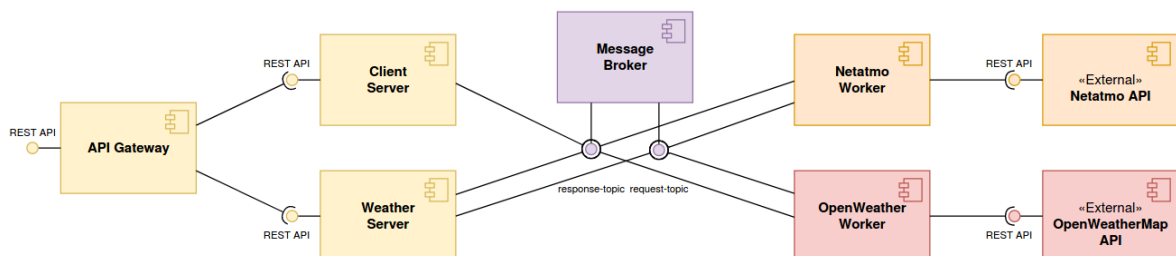 Message
Broker
REST API
Client
Server
Netatmo
Worker
REST API
«External»
Netatmo API
REST API
API Gateway
response-topic request-topic
Weather
Server
REST API
OpenWeather
Worker
REST API
«External»
OpenWeatherMap
API